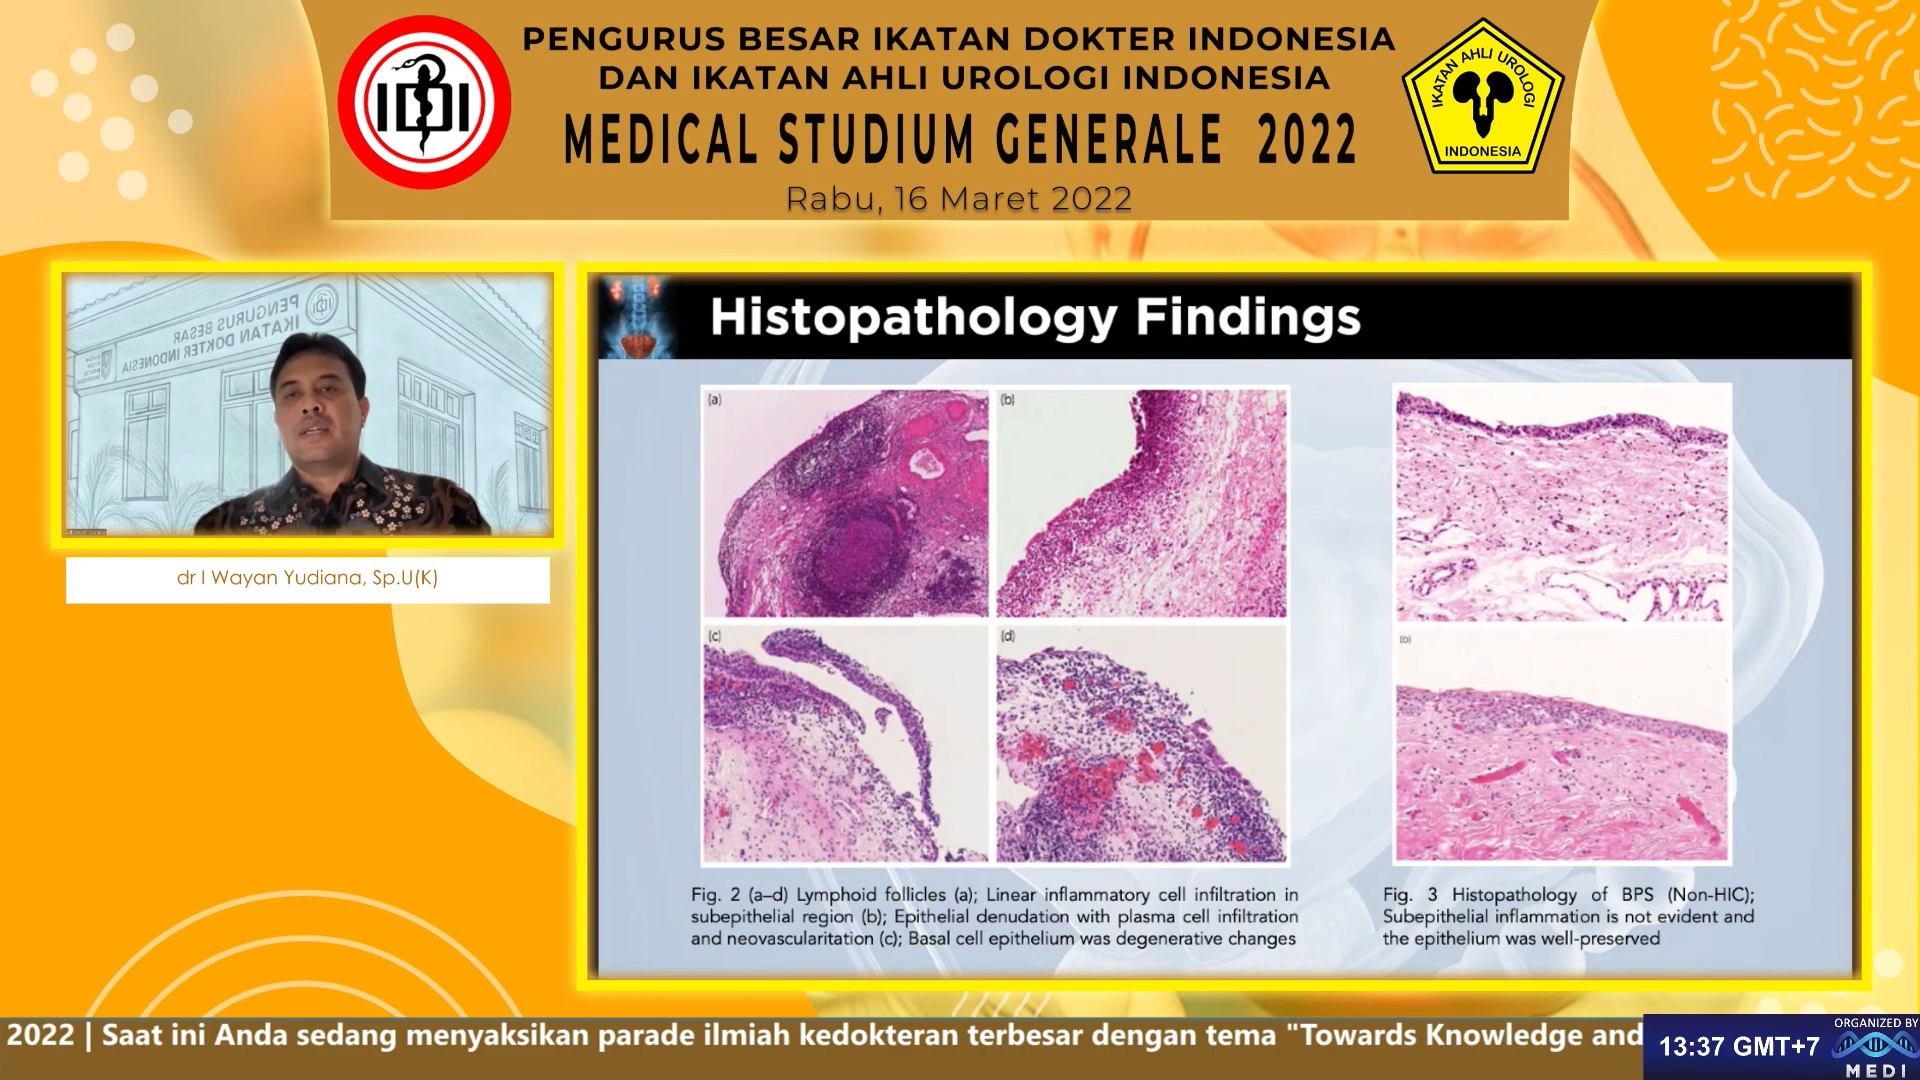 PENGURUS BESAR IKATAN DOKTER INDONESIA
DAN IKATAN AHLI UROLOGI INDONESIA
MEDICAL STUDIUM GENERALE 2022
Rabu, 16 Maret 2022
IDI
IKATAN AHLI UROLOGI
INDONESIA
PENGURUS BESAR
IKATAN DOKTER INDONESIA
dr I Wayan Yudiana, Sp.U(K)
Histopathology Findings
(a)
(b)
(c)
(d)
(b)
Fig. 2 (a–d) Lymphoid follicles (a); Linear inflammatory cell infiltration in
subepithelial region (b); Epithelial denudation with plasma cell infiltration
and neovascularitation (c); Basal cell epithelium was degenerative changes
Fig. 3 Histopathology of BPS (Non-HIC);
Subepithelial inflammation is not evident and
the epithelium was well-preserved
2022 | Saat ini Anda sedang menyaksikan parade ilmiah kedokteran terbesar dengan tema "Towards Knowledge and
13:37 GMT+7
ORGANIZED BY
MEDI